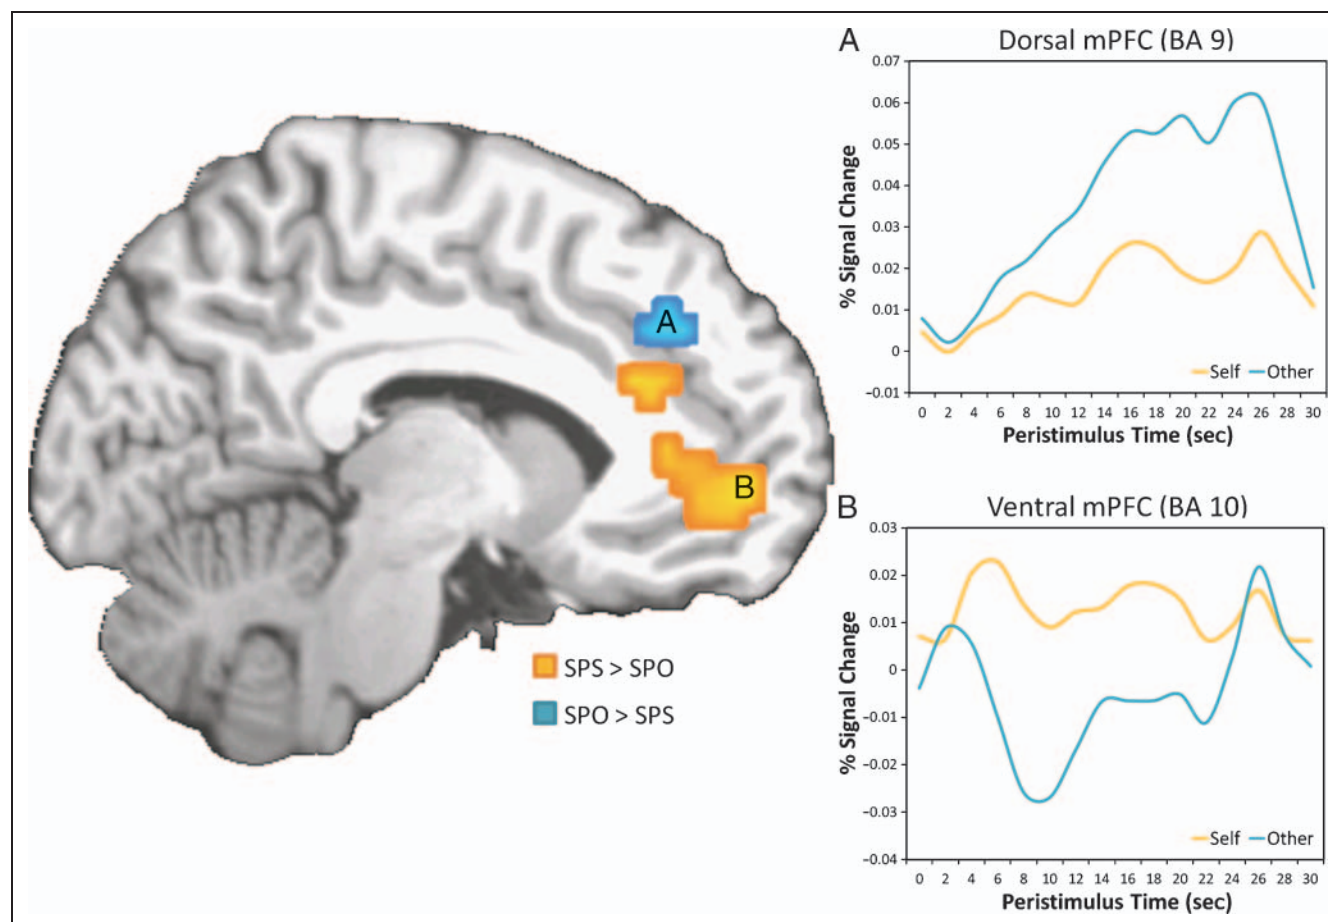 A
B
SPS > SPO
SPO > SPS
A
Dorsal mPFC (BA 9)
% Signal Change
0.07
0.06
0.05
0.04
0.03
0.02
0.01
0
−0.01
Self
Other
0 2 4 6 8 10 12 14 16 18 20 22 24 26 28 30
Peristimulus Time (sec)
B
Ventral mPFC (BA 10)
% Signal Change
0.03
0.02
0.01
0
−0.01
−0.02
−0.03
−0.04
Self
Other
0 2 4 6 8 10 12 14 16 18 20 22 24 26 28 30
Peristimulus Time (sec)